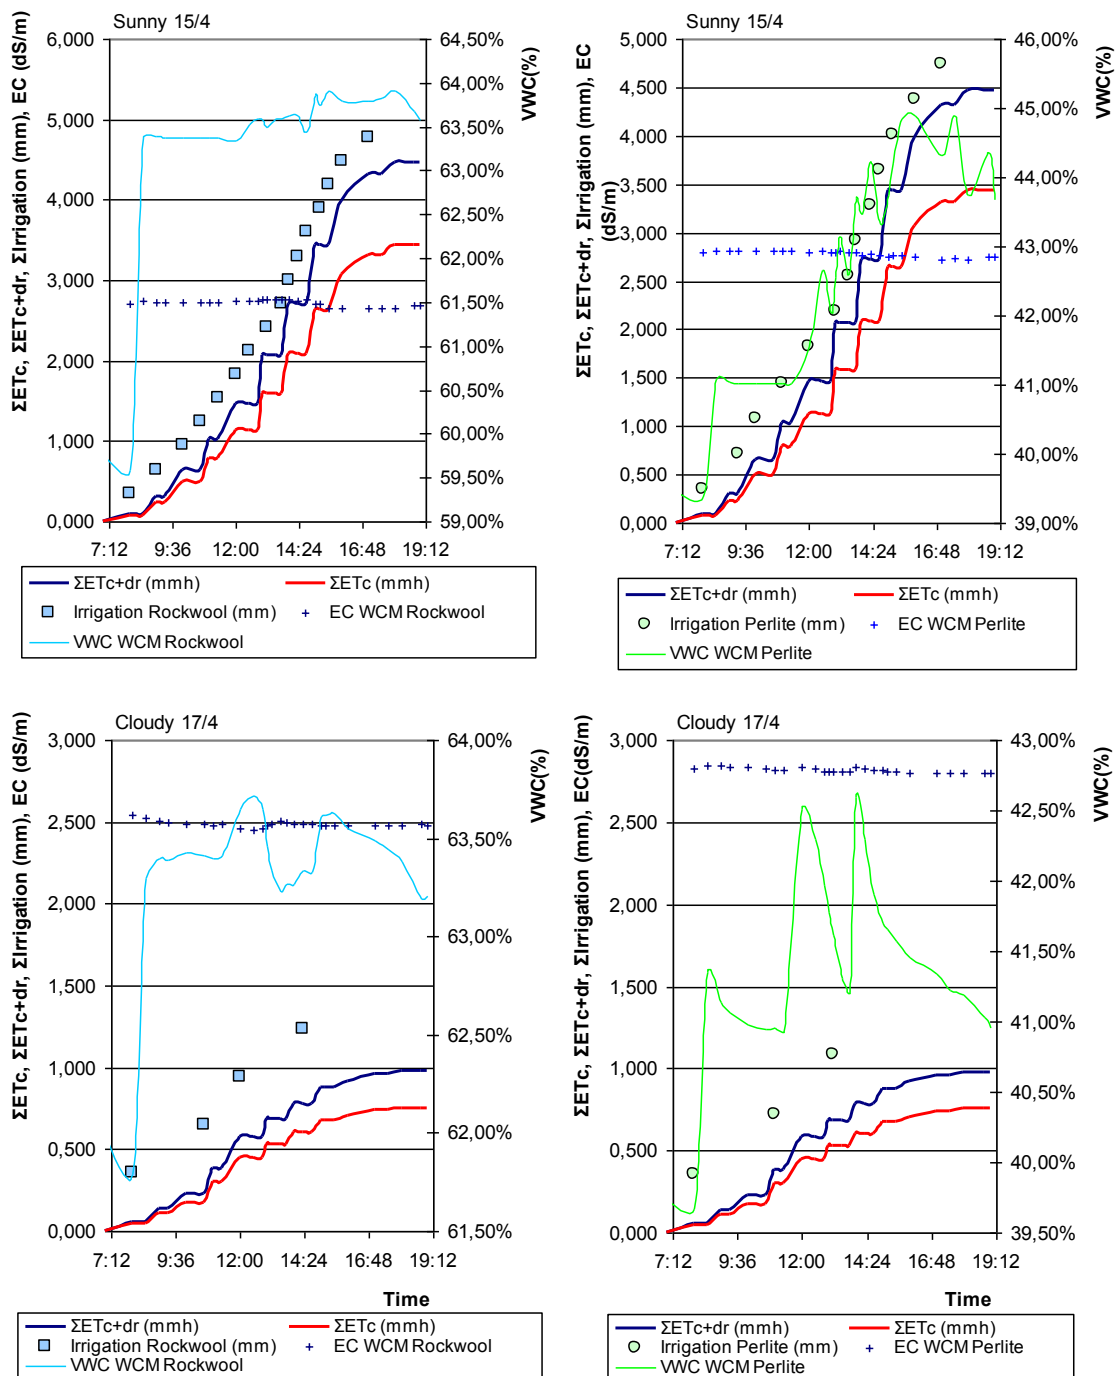 Sunny 15/4
ΣETc, ΣETc+dr, ΣIrrigation (mm), EC (dS/m)
6,000
5,000
4,000
3,000
2,000
1,000
0,000
64,50%
64,00%
63,50%
63,00%
62,50%
62,00%
61,50%
61,00%
60,50%
60,00%
59,50%
59,00%
VWC(%)
7:12 9:36 12:00 14:24 16:48 19:12
ΣETc+dr (mmh) ΣETc (mmh)
Irrigation Rockwool (mm) EC WCM Rockwool
VWC WCM Rockwool
Sunny 15/4
ΣETc, ΣETc+dr, ΣIrrigation (mm), EC
(dS/m)
5,000
4,500
4,000
3,500
3,000
2,500
2,000
1,500
1,000
0,500
0,000
46,00%
45,00%
44,00%
43,00%
42,00%
41,00%
40,00%
39,00%
VWC(%)
7:12 9:36 12:00 14:24 16:48 19:12
ΣETc+dr (mmh) ΣETc (mmh)
Irrigation Perlite (mm) EC WCM Perlite
VWC WCM Perlite
Cloudy 17/4
ΣETc, ΣETc+dr, ΣIrrigation (mm), EC (dS/m)
3,000
2,500
2,000
1,500
1,000
0,500
0,000
64,00%
63,50%
63,00%
62,50%
62,00%
61,50%
VWC(%)
7:12 9:36 12:00 14:24 16:48 19:12
Time
ΣETc+dr (mmh) ΣETc (mmh)
Irrigation Rockwool (mm) EC WCM Rockwool
VWC WCM Rockwool
Cloudy 17/4
ΣETc, ΣETc+dr, ΣIrrigation (mm), EC(dS/m)
3,000
2,500
2,000
1,500
1,000
0,500
0,000
43,00%
42,50%
42,00%
41,50%
41,00%
40,50%
40,00%
39,50%
VWC(%)
7:12 9:36 12:00 14:24 16:48 19:12
Time
ΣETc+dr (mmh) ΣETc (mmh)
Irrigation Perlite (mm) EC WCM Perlite
VWC WCM Perlite